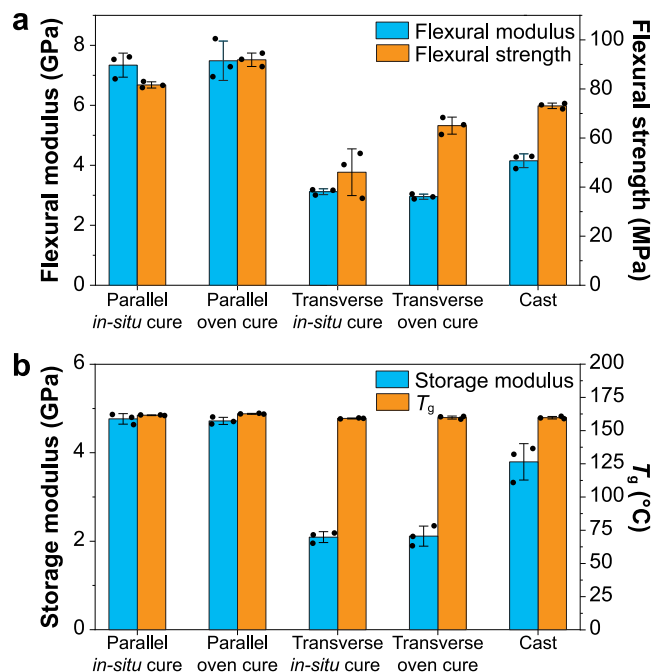 a
Flexural modulus
Flexural strength
Flexural modulus (GPa)
8
6
4
2
0
100
80
60
40
20
0
Flexural strength (MPa)
Parallel in-situ cure
Parallel oven cure
Transverse in-situ cure
Transverse oven cure
Cast
b
Storage modulus
Tg
Storage modulus (GPa)
6
4
2
0
200
175
150
125
100
75
50
25
0
Tg (°C)
Parallel in-situ cure
Parallel oven cure
Transverse in-situ cure
Transverse oven cure
Cast